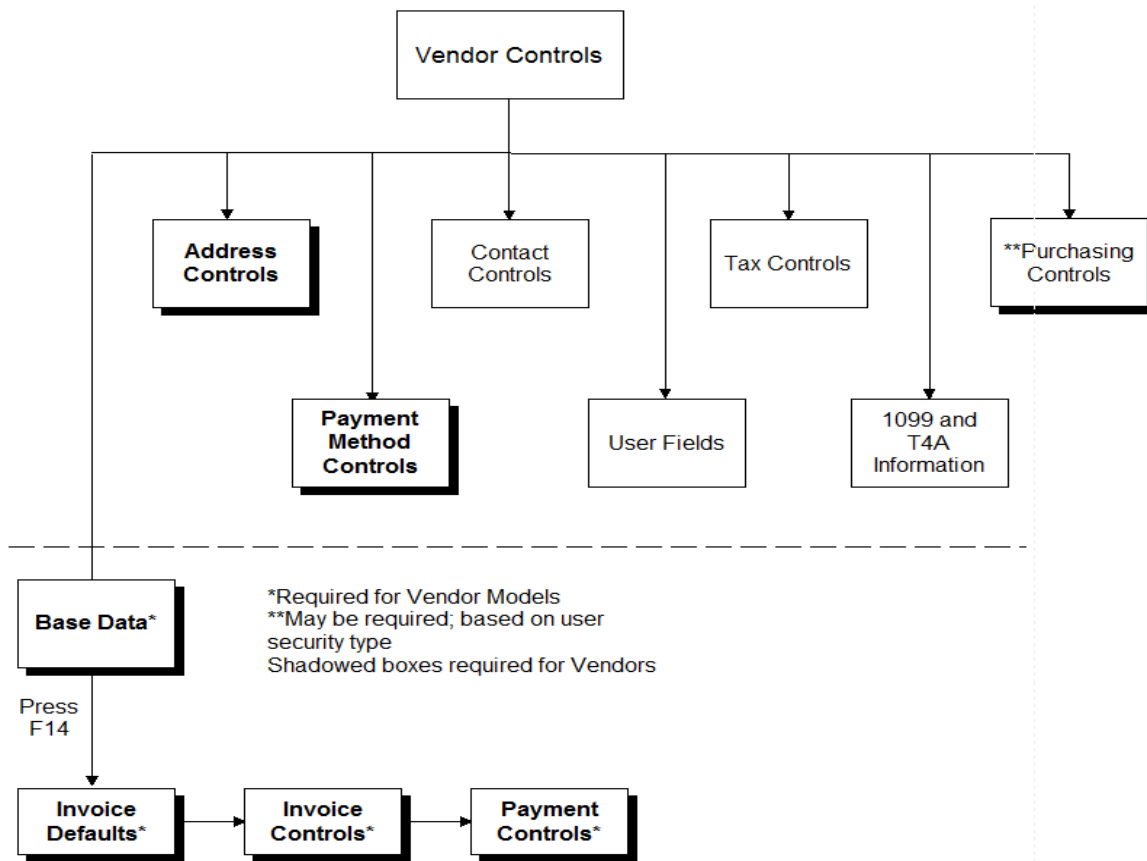 Vendor Controls
Address
Controls
Contact
Controls
Tax Controls
**Purchasing
Controls
Payment
Method
Controls
User Fields
1099 and
T4A
Information
Base Data*
*Required for Vendor Models
**May be required; based on user
security type
Shadowed boxes required for Vendors
Press
F14
Invoice
Defaults*
Invoice
Controls*
Payment
Controls*